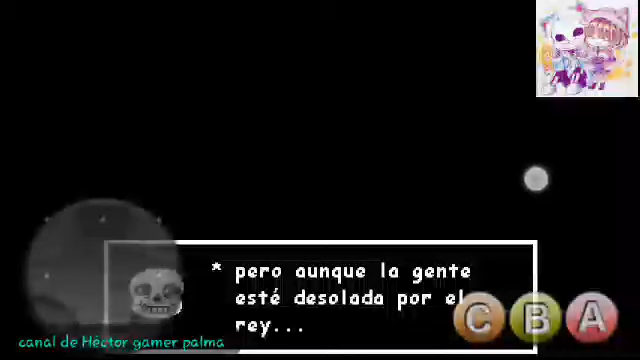 * pero aunque la gente
esté desolada por el
rey...
C B A
canal de Héctor gamer palma